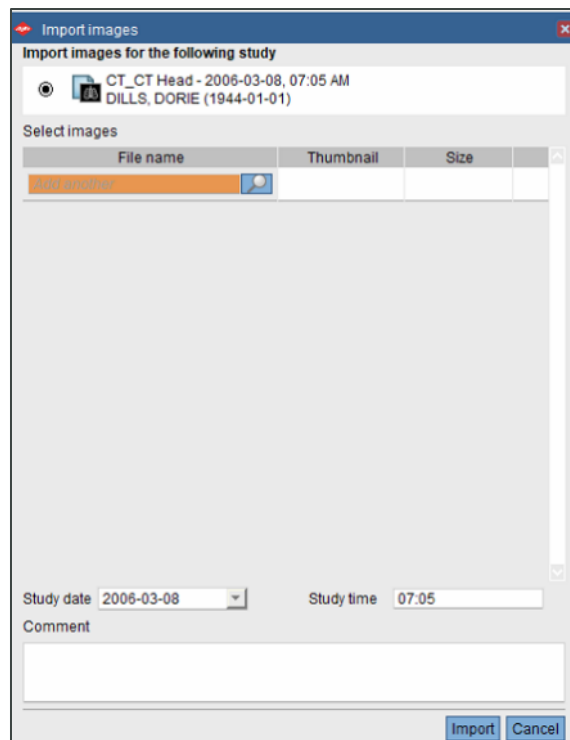 Import images
Import images for the following study
CT_CT Head - 2006-03-08, 07:05 AM
DILLS, DORIE (1944-01-01)
Select images
File name Thumbnail Size
Add another
Study date 2006-03-08 Study time 07:05
Comment
Import Cancel